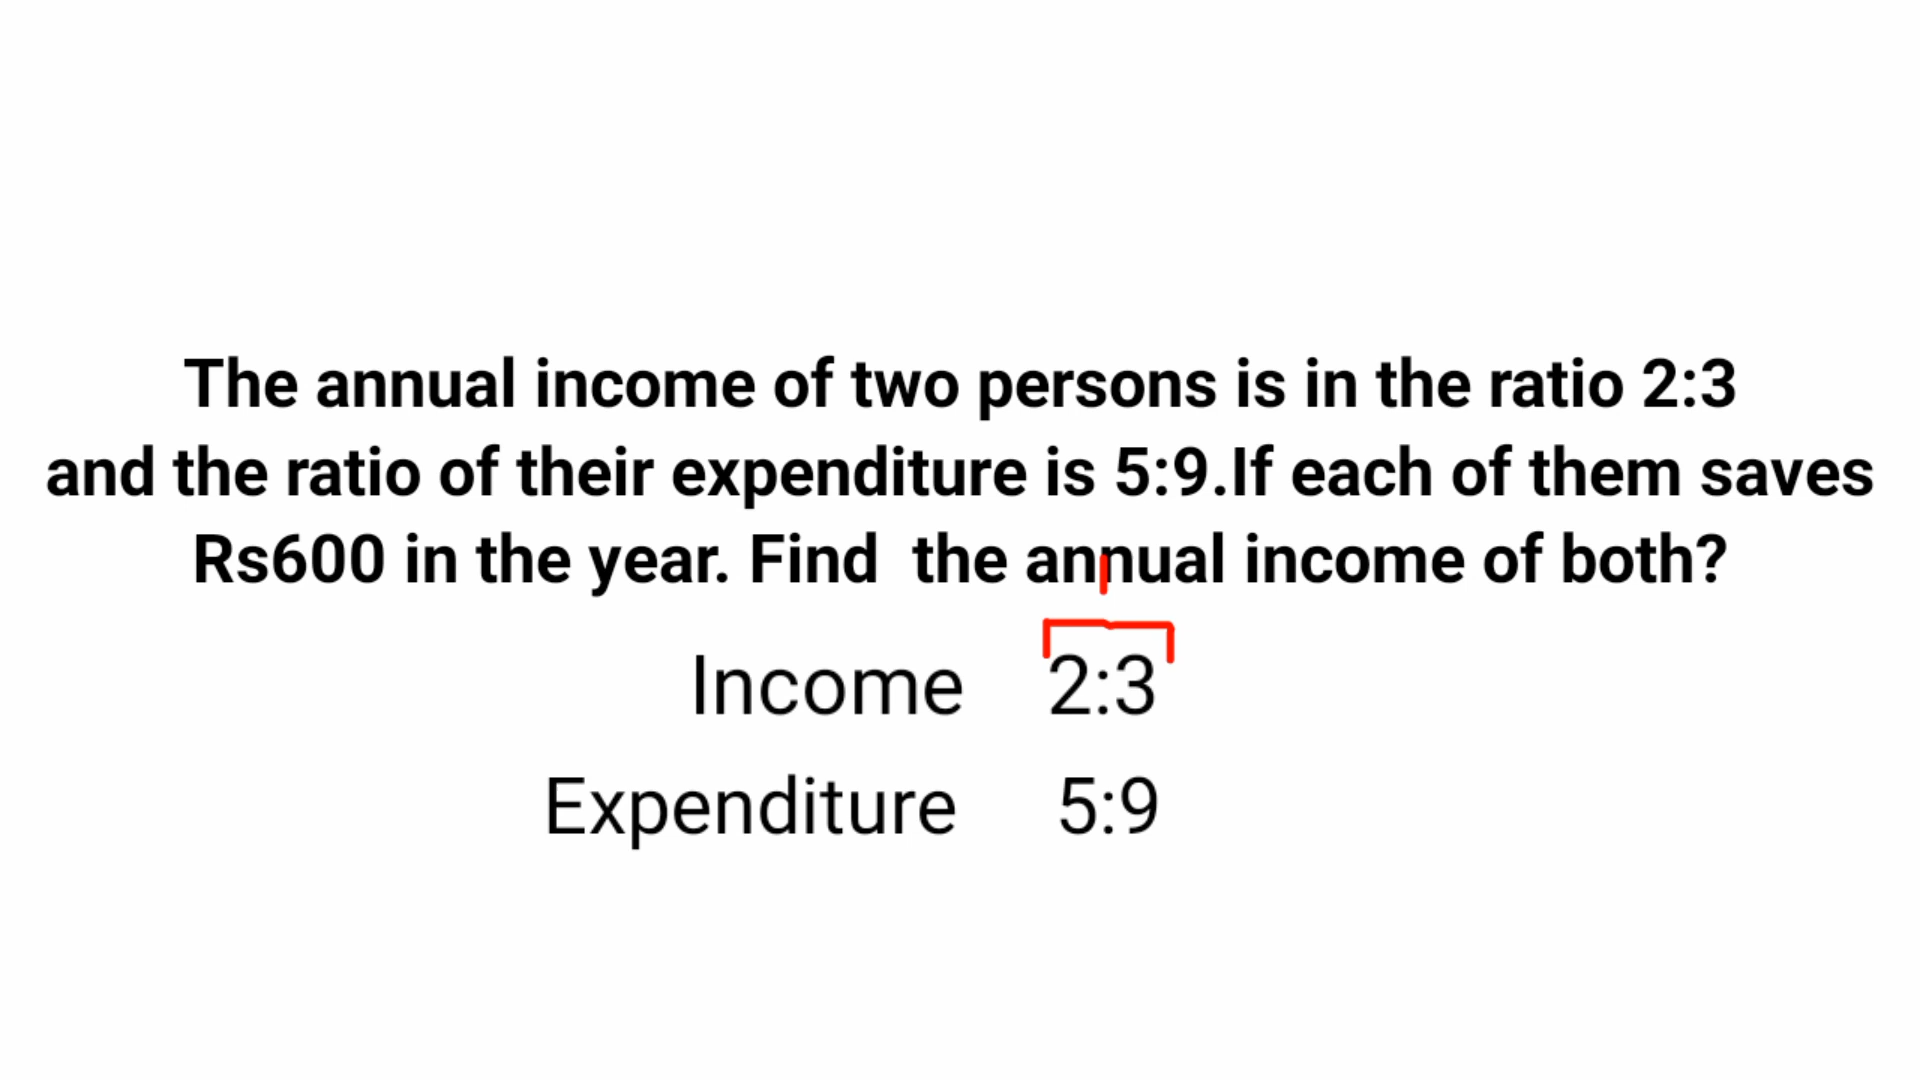 The annual income of two persons is in the ratio 2:3
and the ratio of their expenditure is 5:9.If each of them saves
Rs600 in the year. Find  the annual income of both?
Income 2:3
Expenditure 5:9